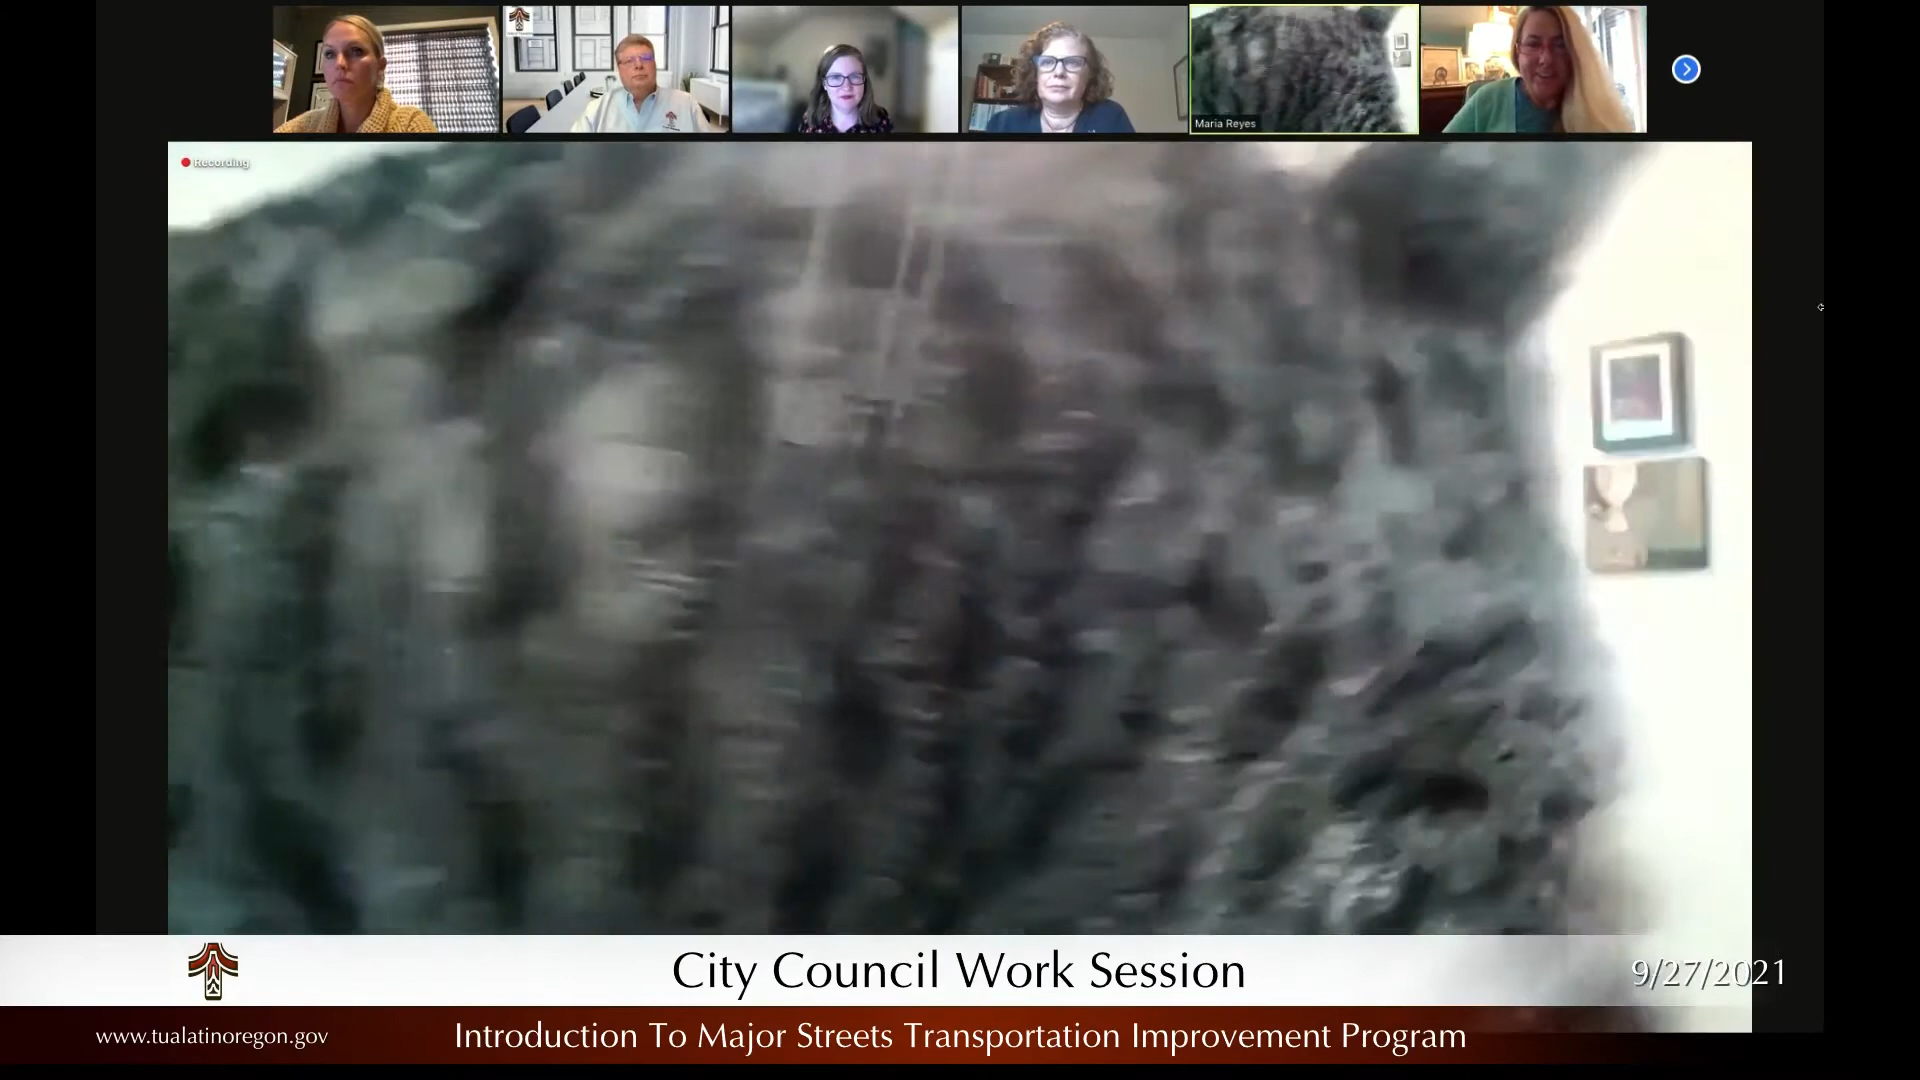 Maria Reyes
Recording
City Council Work Session
9/27/2021
www.tualatinoregon.gov
Introduction To Major Streets Transportation Improvement Program